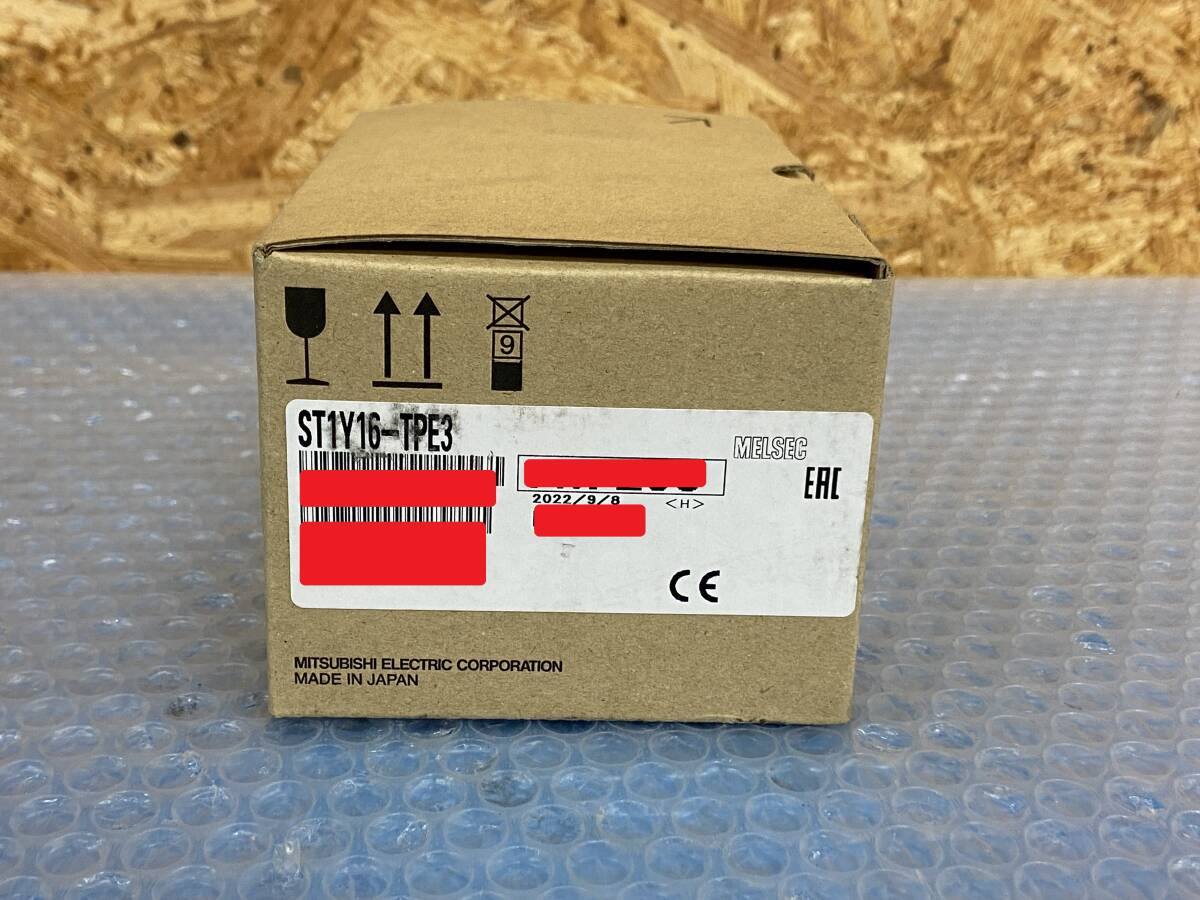 9
ST1Y16-TPE3
MELSEC
EAC
2022/9/8 <H>
CE
MITSUBISHI ELECTRIC CORPORATION
MADE IN JAPAN